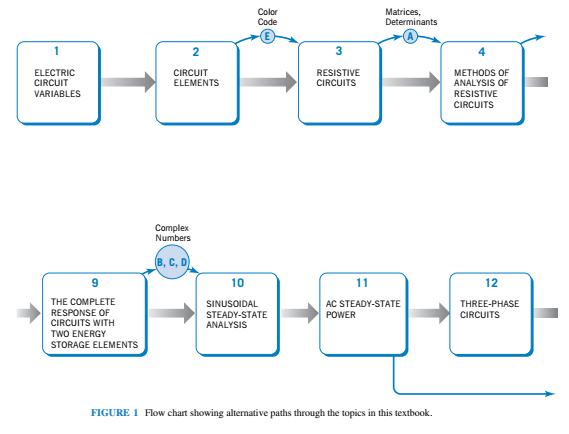 Color
Code
E
Matrices,
Determinants
A
1
ELECTRIC
CIRCUIT
VARIABLES
2
CIRCUIT
ELEMENTS
3
RESISTIVE
CIRCUITS
4
METHODS OF
ANALYSIS OF
RESISTIVE
CIRCUITS
Complex
Numbers
B, C, D
9
THE COMPLETE
RESPONSE OF
CIRCUITS WITH
TWO ENERGY
STORAGE ELEMENTS
10
SINUSOIDAL
STEADY-STATE
ANALYSIS
11
AC STEADY-STATE
POWER
12
THREE-PHASE
CIRCUITS
FIGURE 1 Flow chart showing alternative paths through the topics in this textbook.